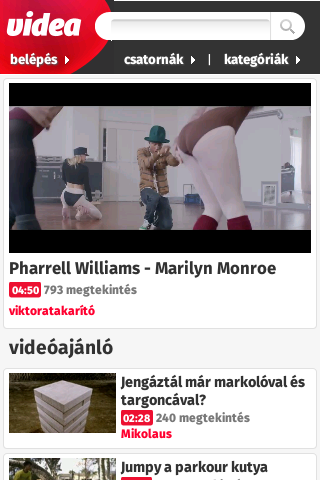 videa
belépés
csatornák | kategóriák
Pharrell Williams - Marilyn Monroe
04:50 793 megtekintés
viktoratakarító
videóajánló
Jengáztál már markolóval és
targoncával?
02:28 240 megtekintés
Mikolaus
Jumpy a parkour kutya